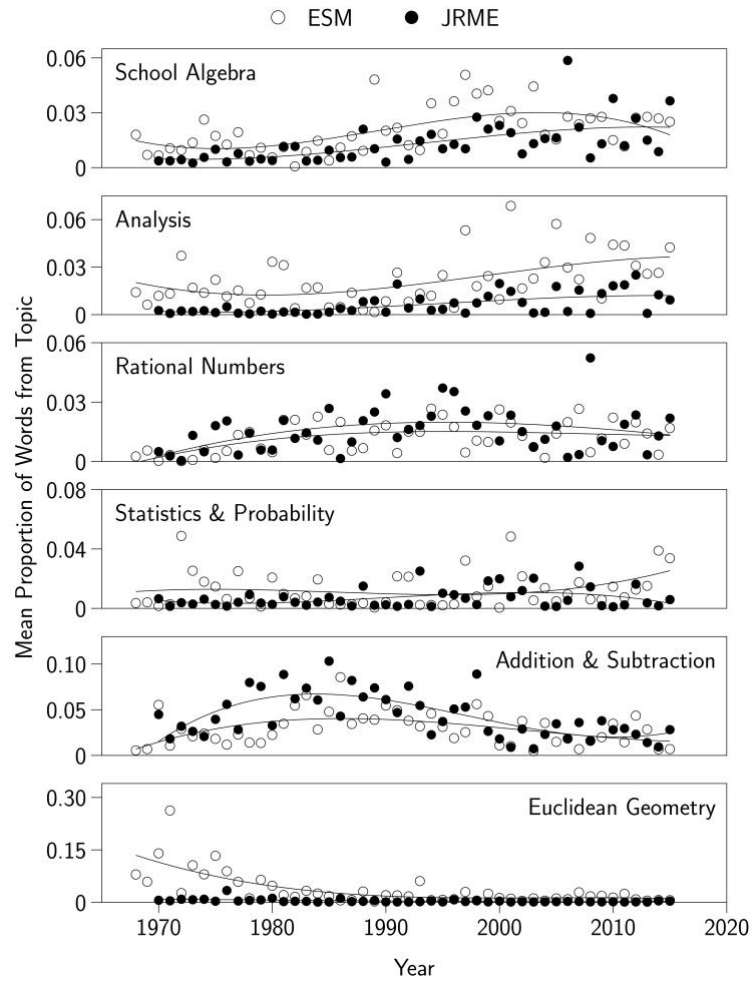 ESM JRME
School Algebra
0.06
0.03
0
Analysis
0.06
0.03
0
Rational Numbers
0.06
0.03
0
Statistics & Probability
0.08
0.04
0
Addition & Subtraction
0.10
0.05
0
Euclidean Geometry
0.30
0.15
0
Mean Proportion of Words from Topic
1970 1980 1990 2000 2010 2020
Year